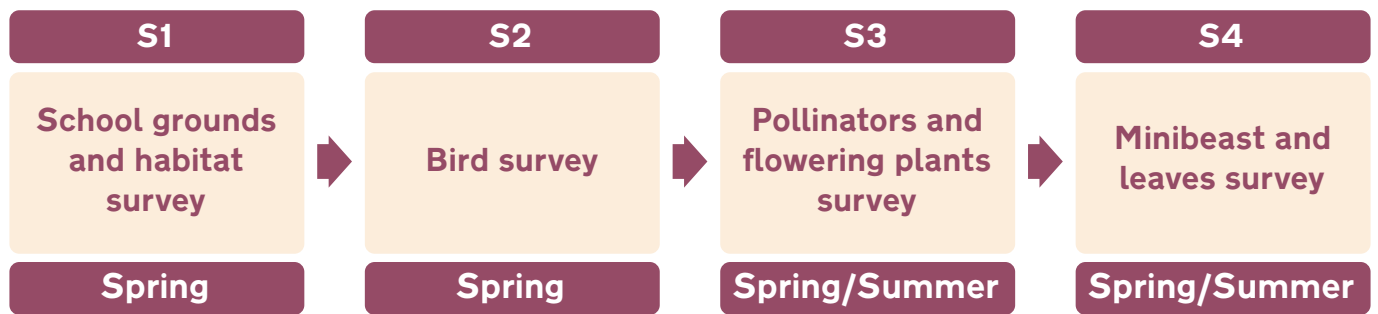 S1
School grounds
and habitat
survey
Spring
S2
Bird survey
Spring
S3
Pollinators and
flowering plants
survey
Spring/Summer
S4
Minibeast and
leaves survey
Spring/Summer